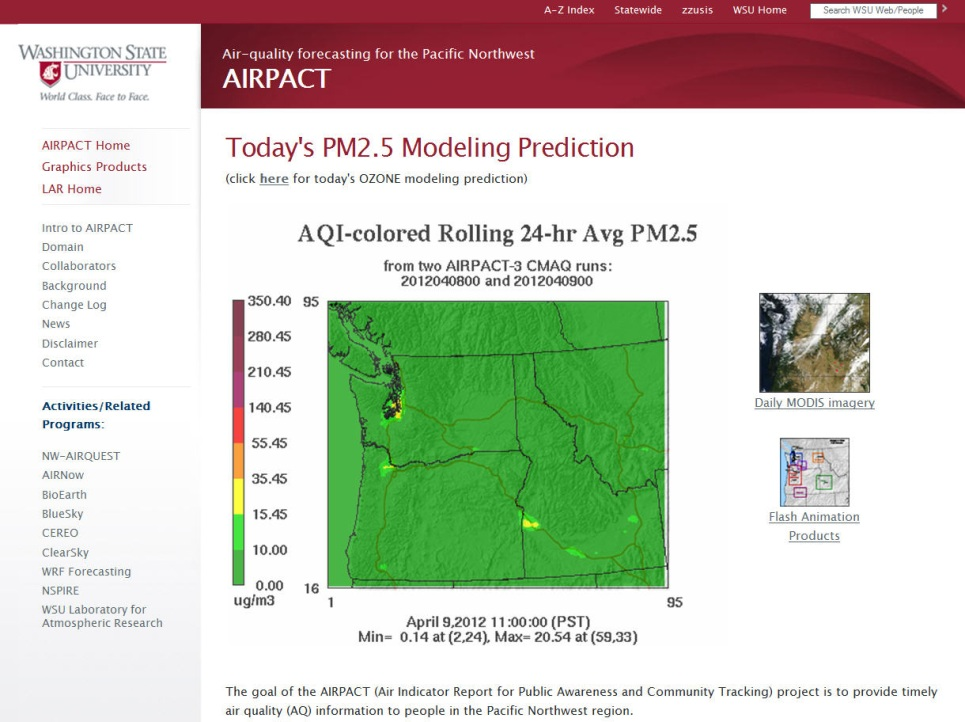 A-Z Index Statewide zzusis WSU Home Search WSU Web/People
WASHINGTON STATE
UNIVERSITY
World Class. Face to Face.
Air-quality forecasting for the Pacific Northwest
AIRPACT
AIRPACT Home
Graphics Products
LAR Home
Intro to AIRPACT
Domain
Collaborators
Background
Change Log
News
Disclaimer
Contact
Activities/Related
Programs:
NW-AIRQUEST
AIRNow
BioEarth
BlueSky
CEREO
ClearSky
WRF Forecasting
NSPIRE
WSU Laboratory for
Atmospheric Research
Today's PM2.5 Modeling Prediction
(click here for today's OZONE modeling prediction)
AQI-colored Rolling 24-hr Avg PM2.5
from two AIRPACT-3 CMAQ runs:
2012040800 and 2012040900
350.40
280.45
210.45
140.45
55.45
35.45
15.45
10.00
0.00
ug/m3
95
16
1 95
April 9,2012 11:00:00 (PST)
Min= 0.14 at (2,24), Max= 20.54 at (59,33)
Daily MODIS imagery
Flash Animation
Products
The goal of the AIRPACT (Air Indicator Report for Public Awareness and Community Tracking) project is to provide timely
air quality (AQ) information to people in the Pacific Northwest region.